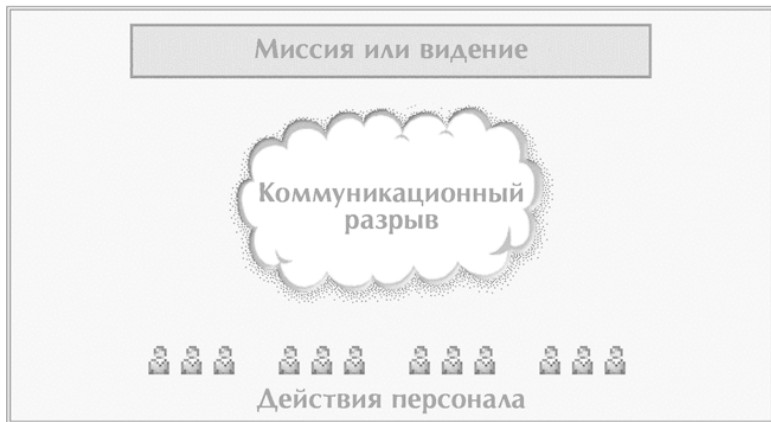 Миссия или видение
Коммуникационный
разрыв
Действия персонала